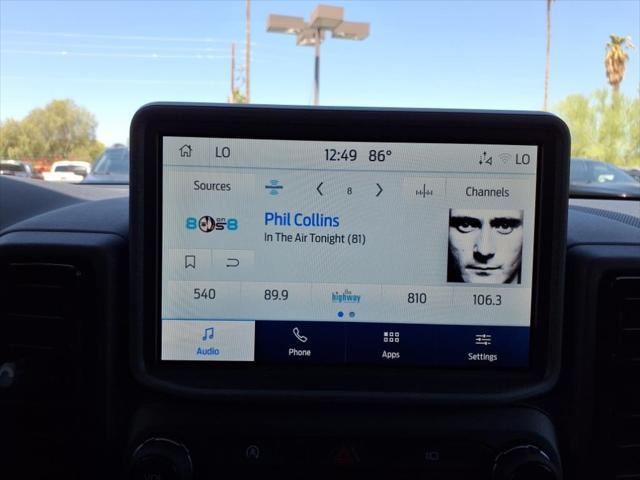 LO 12:49 86° LO
Sources 8 Channels
80s on 8
Phil Collins
In The Air Tonight (81)
540 89.9 the highway 810 106.3
Audio Phone Apps Settings
VOL